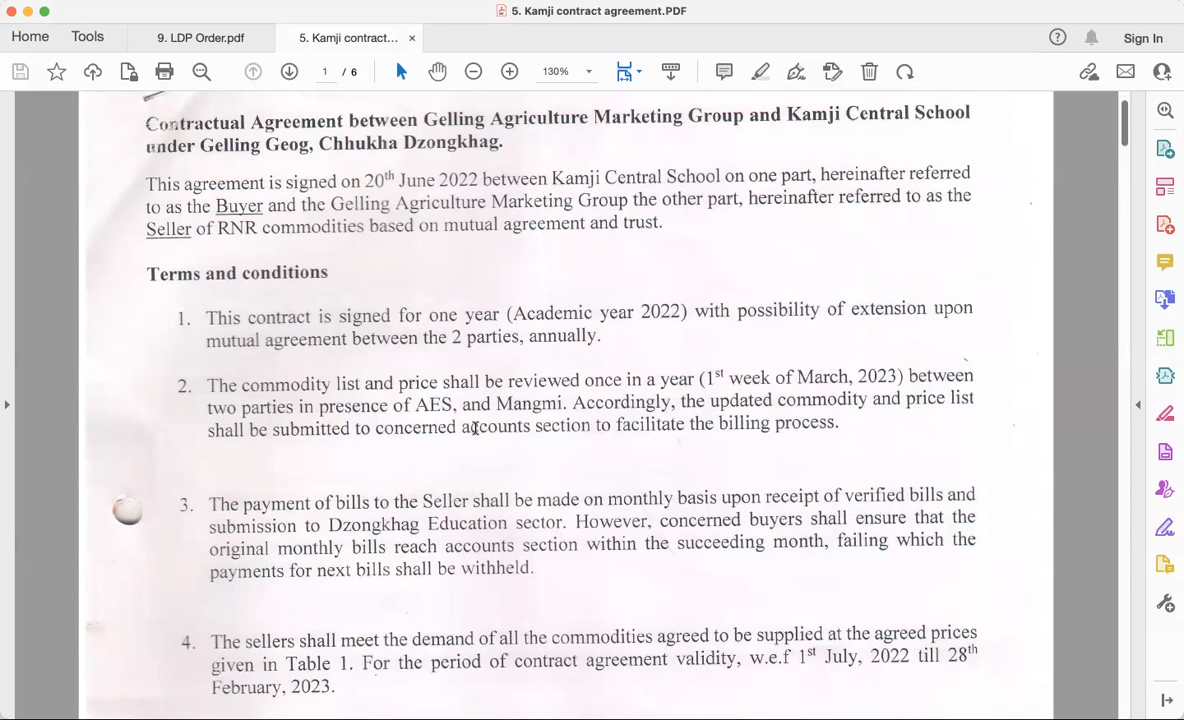 5. Kamji contract agreement.PDF
Home Tools 9. LDP Order.pdf 5. Kamji contract... × Sign In
1 / 6 130%
Contractual Agreement between Gelling Agriculture Marketing Group and Kamji Central School
under Gelling Geog, Chhukha Dzongkhag.
This agreement is signed on 20th June 2022 between Kamji Central School on one part, hereinafter referred
to as the Buyer and the Gelling Agriculture Marketing Group the other part, hereinafter referred to as the
Seller of RNR commodities based on mutual agreement and trust.
Terms and conditions
1. This contract is signed for one year (Academic year 2022) with possibility of extension upon
mutual agreement between the 2 parties, annually.
2. The commodity list and price shall be reviewed once in a year (1st week of March, 2023) between
two parties in presence of AES, and Mangmi. Accordingly, the updated commodity and price list
shall be submitted to concerned accounts section to facilitate the billing process.
3. The payment of bills to the Seller shall be made on monthly basis upon receipt of verified bills and
submission to Dzongkhag Education sector. However, concerned buyers shall ensure that the
original monthly bills reach accounts section within the succeeding month, failing which the
payments for next bills shall be withheld.
4. The sellers shall meet the demand of all the commodities agreed to be supplied at the agreed prices
given in Table 1. For the period of contract agreement validity, w.e.f 1st July, 2022 till 28th
February, 2023.